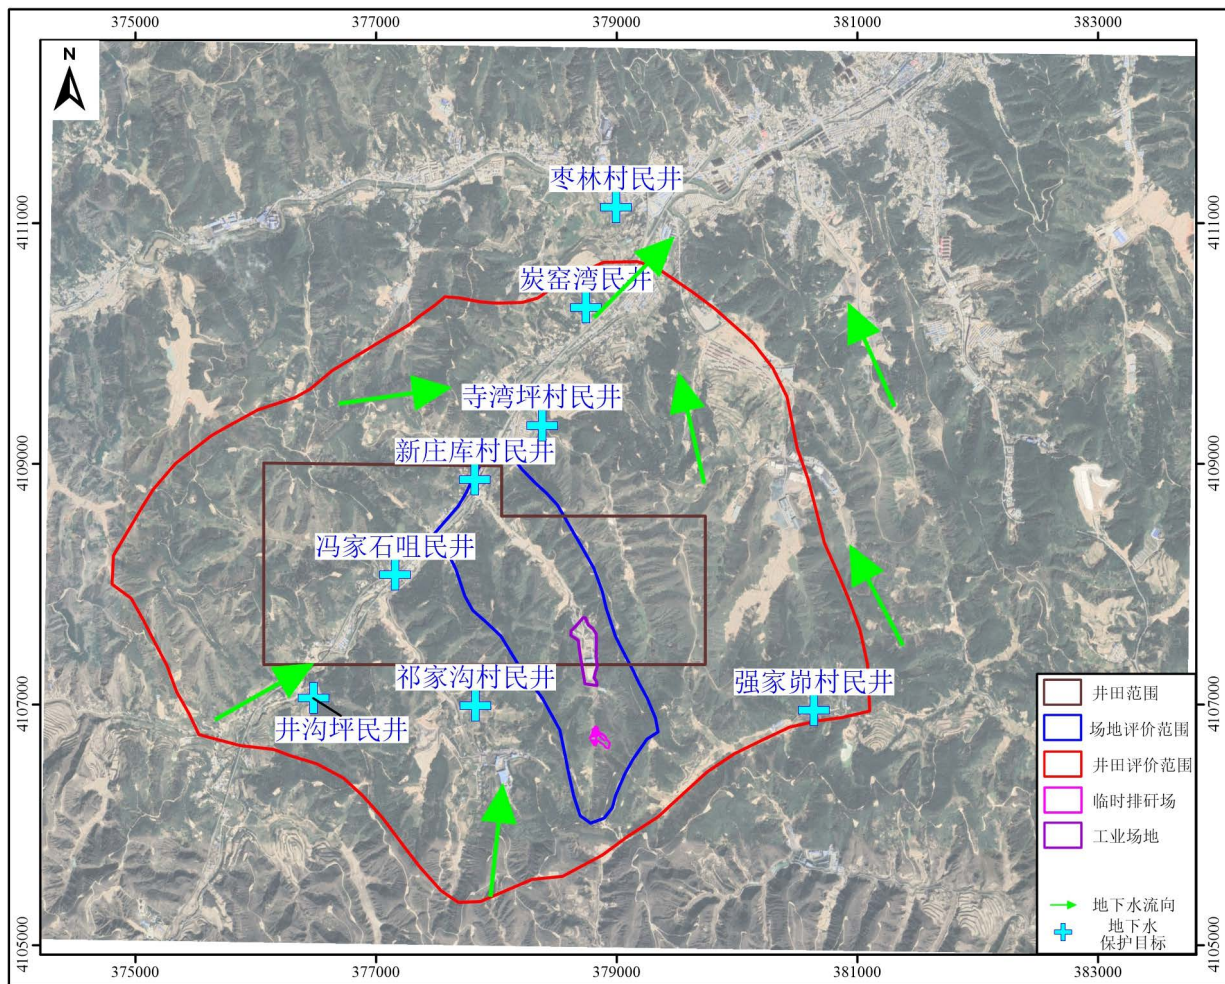 375000
377000
379000
381000
383000
N
枣林村民井
4111000
4111000
炭窑湾民井
寺湾坪村民井
新庄库村民井
4109000
4109000
冯家石咀民井
祁家沟村民井
强家峁村民井
4107000
4107000
井沟坪民井
井田范围
场地评价范围
井田评价范围
临时排矸场
工业场地
地下水流向
地下水
保护目标
4105000
4105000
375000
377000
379000
381000
383000